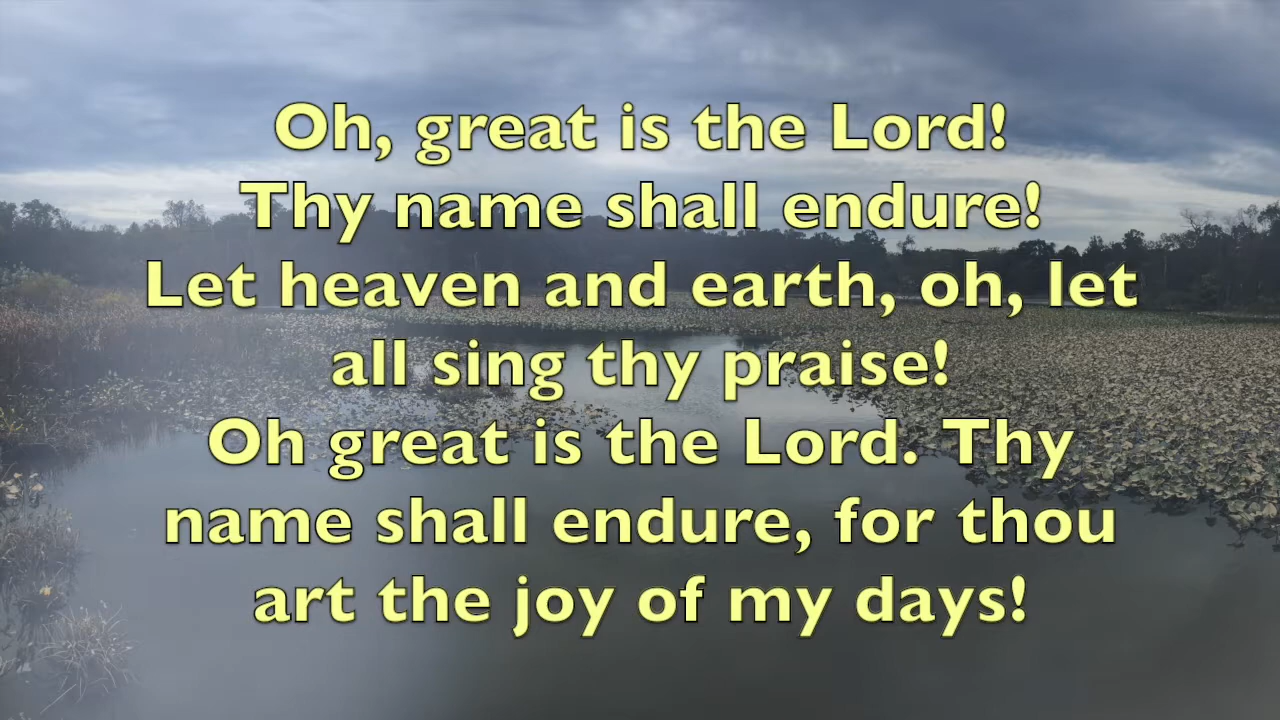 Oh, great is the Lord!
Thy name shall endure!
Let heaven and earth, oh, let
all sing thy praise!
Oh great is the Lord. Thy
name shall endure, for thou
art the joy of my days!